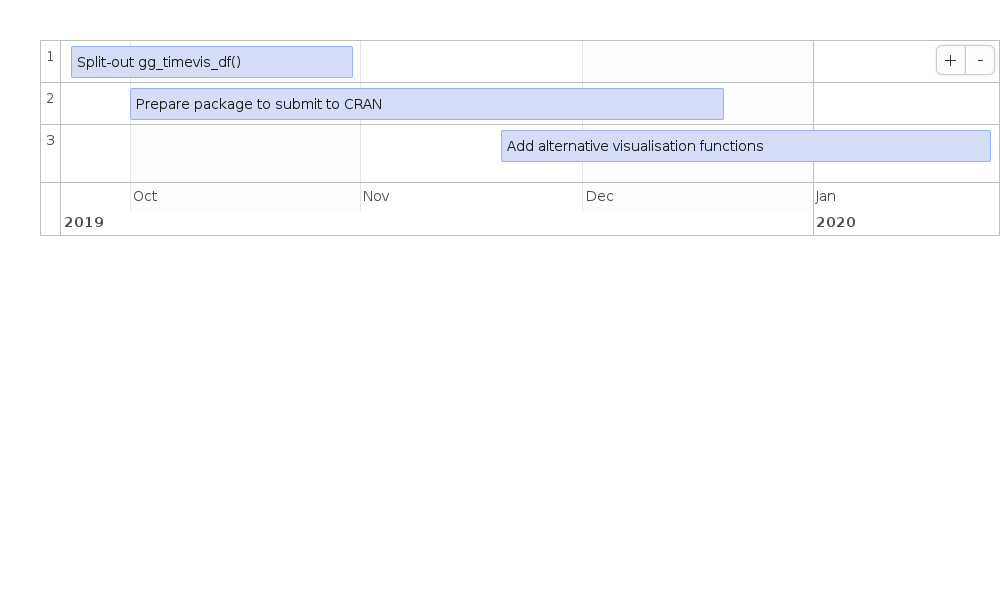 1
Split-out gg_timevis_df()
+ -
2
Prepare package to submit to CRAN
3
Add alternative visualisation functions
Oct Nov Dec Jan
2019 2020